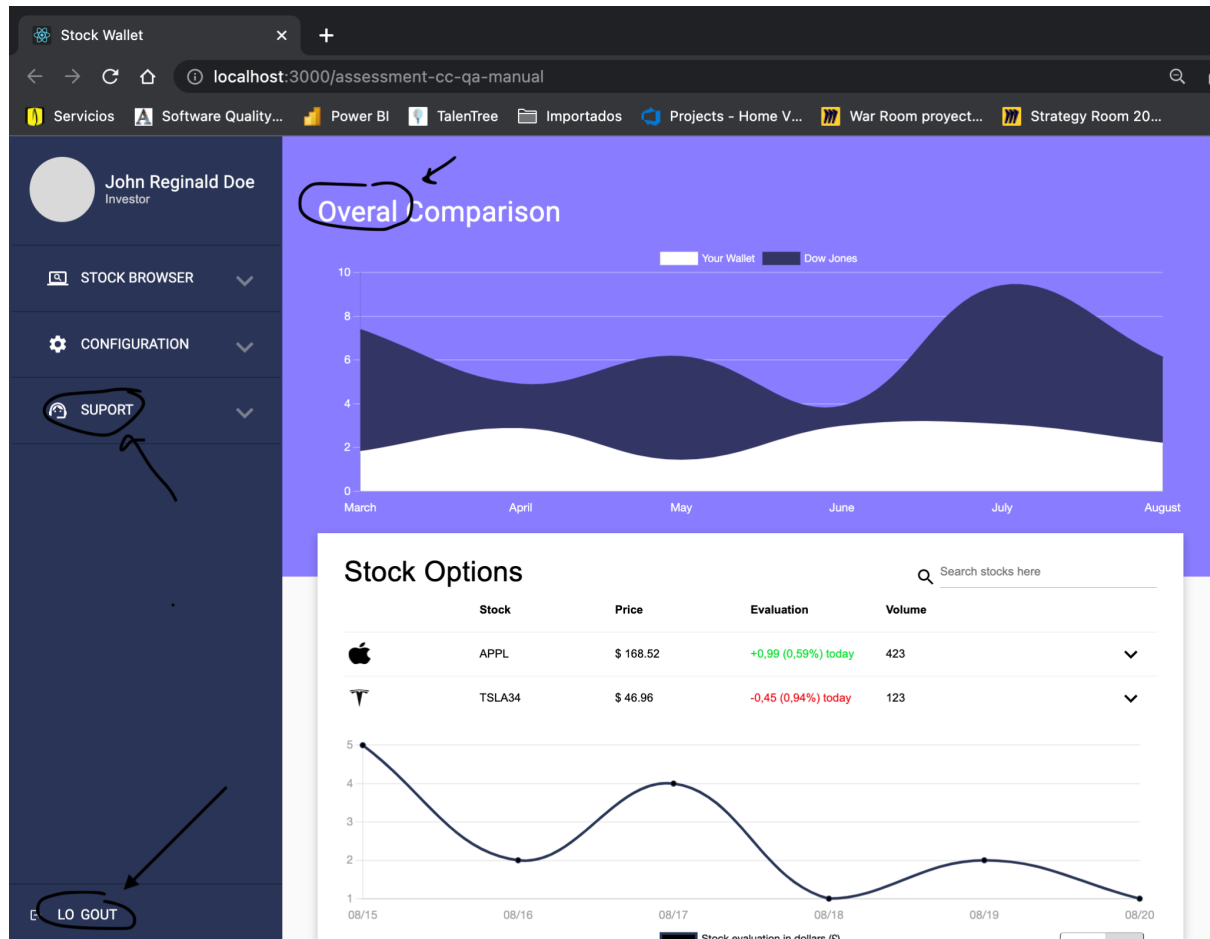 Stock Wallet
localhost:3000/assessment-cc-qa-manual
Servicios Software Quality... Power BI TalenTree Importados Projects - Home V... War Room proyect... Strategy Room 20...
John Reginald Doe
Investor
STOCK BROWSER
CONFIGURATION
SUPORT
LO GOUT
Overal Comparison
Your Wallet Dow Jones
10
8
6
4
2
0
March April May June July August
Stock Options
Search stocks here
Stock Price Evaluation Volume
APPL $ 168.52 +0,99 (0,59%) today 423
TSLA34 $ 46.96 -0,45 (0,94%) today 123
5
4
3
2
1
08/15 08/16 08/17 08/18 08/19 08/20
Stock evaluation in dollars (£)